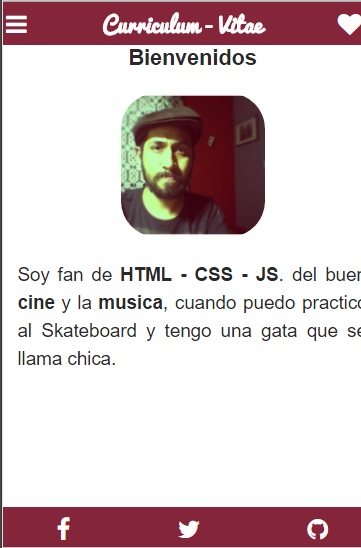 Curriculum - Vitae
Bienvenidos
Soy fan de HTML - CSS - JS. del buen
cine y la musica, cuando puedo practico
al Skateboard y tengo una gata que se
llama chica.